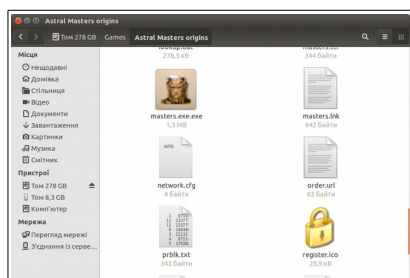 Astral Masters origins
Том 278 GB Games Astral Masters origins
Місця
Нещодавні
Домівка
Стільниця
Відео
Документи
Завантаження
Картинки
Музика
Смітник
Пристрої
Том 278 GB
Том 8,3 GB
Комп'ютер
Мережа
Перегляд мережі
З'єднання із серве...
278,5 кБ
344 байти
masters.exe.exe
1,3 МБ
masters.lnk
642 байти
AUTO
network.cfg
4 байти
order.url
63 байти
prblk.txt
343 байти
register.ico
29,9 кБ